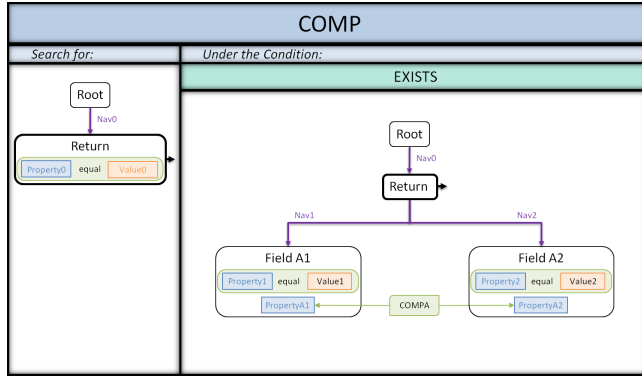 COMP
Search for:
Under the Condition:
EXISTS
Root
Nav0
Return
Property0 equal Value0
Root
Nav0
Return
Nav1 Nav2
Field A1
Property1 equal Value1
PropertyA1
COMPA
Field A2
Property2 equal Value2
PropertyA2